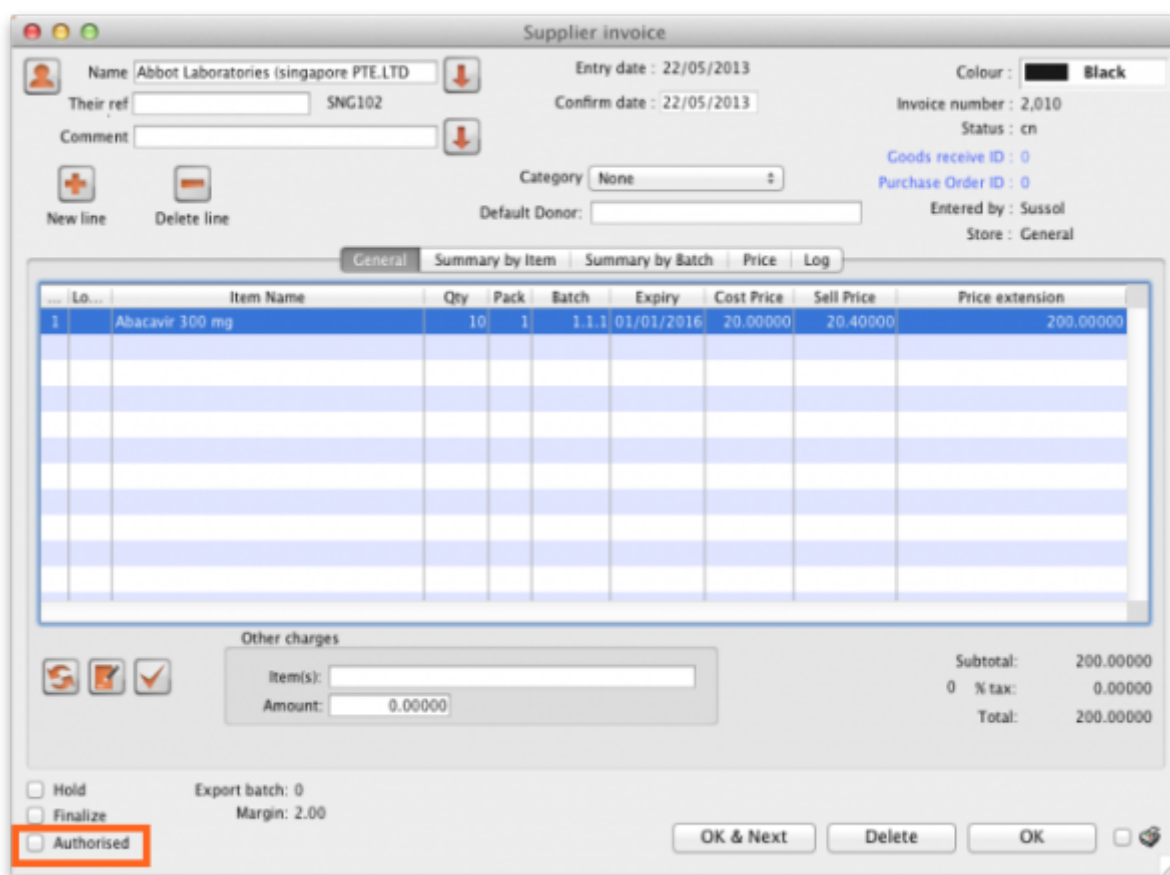 Supplier invoice
Name Abbot Laboratories (singapore PTE.LTD Entry date : 22/05/2013 Colour : Black
Their ref SNG102 Confirm date : 22/05/2013 Invoice number : 2,010
Comment Status : cn
Goods receive ID : 0
Category None Purchase Order ID : 0
New line Delete line Default Donor: Entered by : Sussol
Store : General
General Summary by Item Summary by Batch Price Log
... Lo... Item Name Qty Pack Batch Expiry Cost Price Sell Price Price extension
1 Abacavir 300 mg 10 1 1.1.1 01/01/2016 20.00000 20.40000 200.00000
Other charges
Item(s): Subtotal: 200.00000
Amount: 0.00000 0 % tax: 0.00000
Total: 200.00000
Hold Export batch: 0
Finalize Margin: 2.00
Authorised OK & Next Delete OK